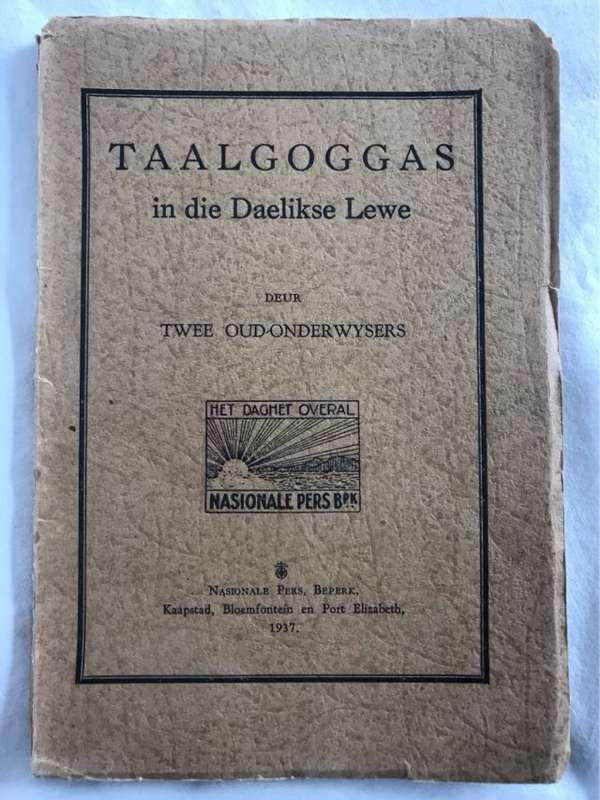 TAALGOGGAS
in die Daelikse Lewe
DEUR
TWEE OUD-ONDERWYSERS
HET DAGHET OVERAL
NASIONALE PERS BPK
NASIONALE PERS, BEPERK,
Kaapstad, Bloemfontein en Port Elizabeth,
1937.